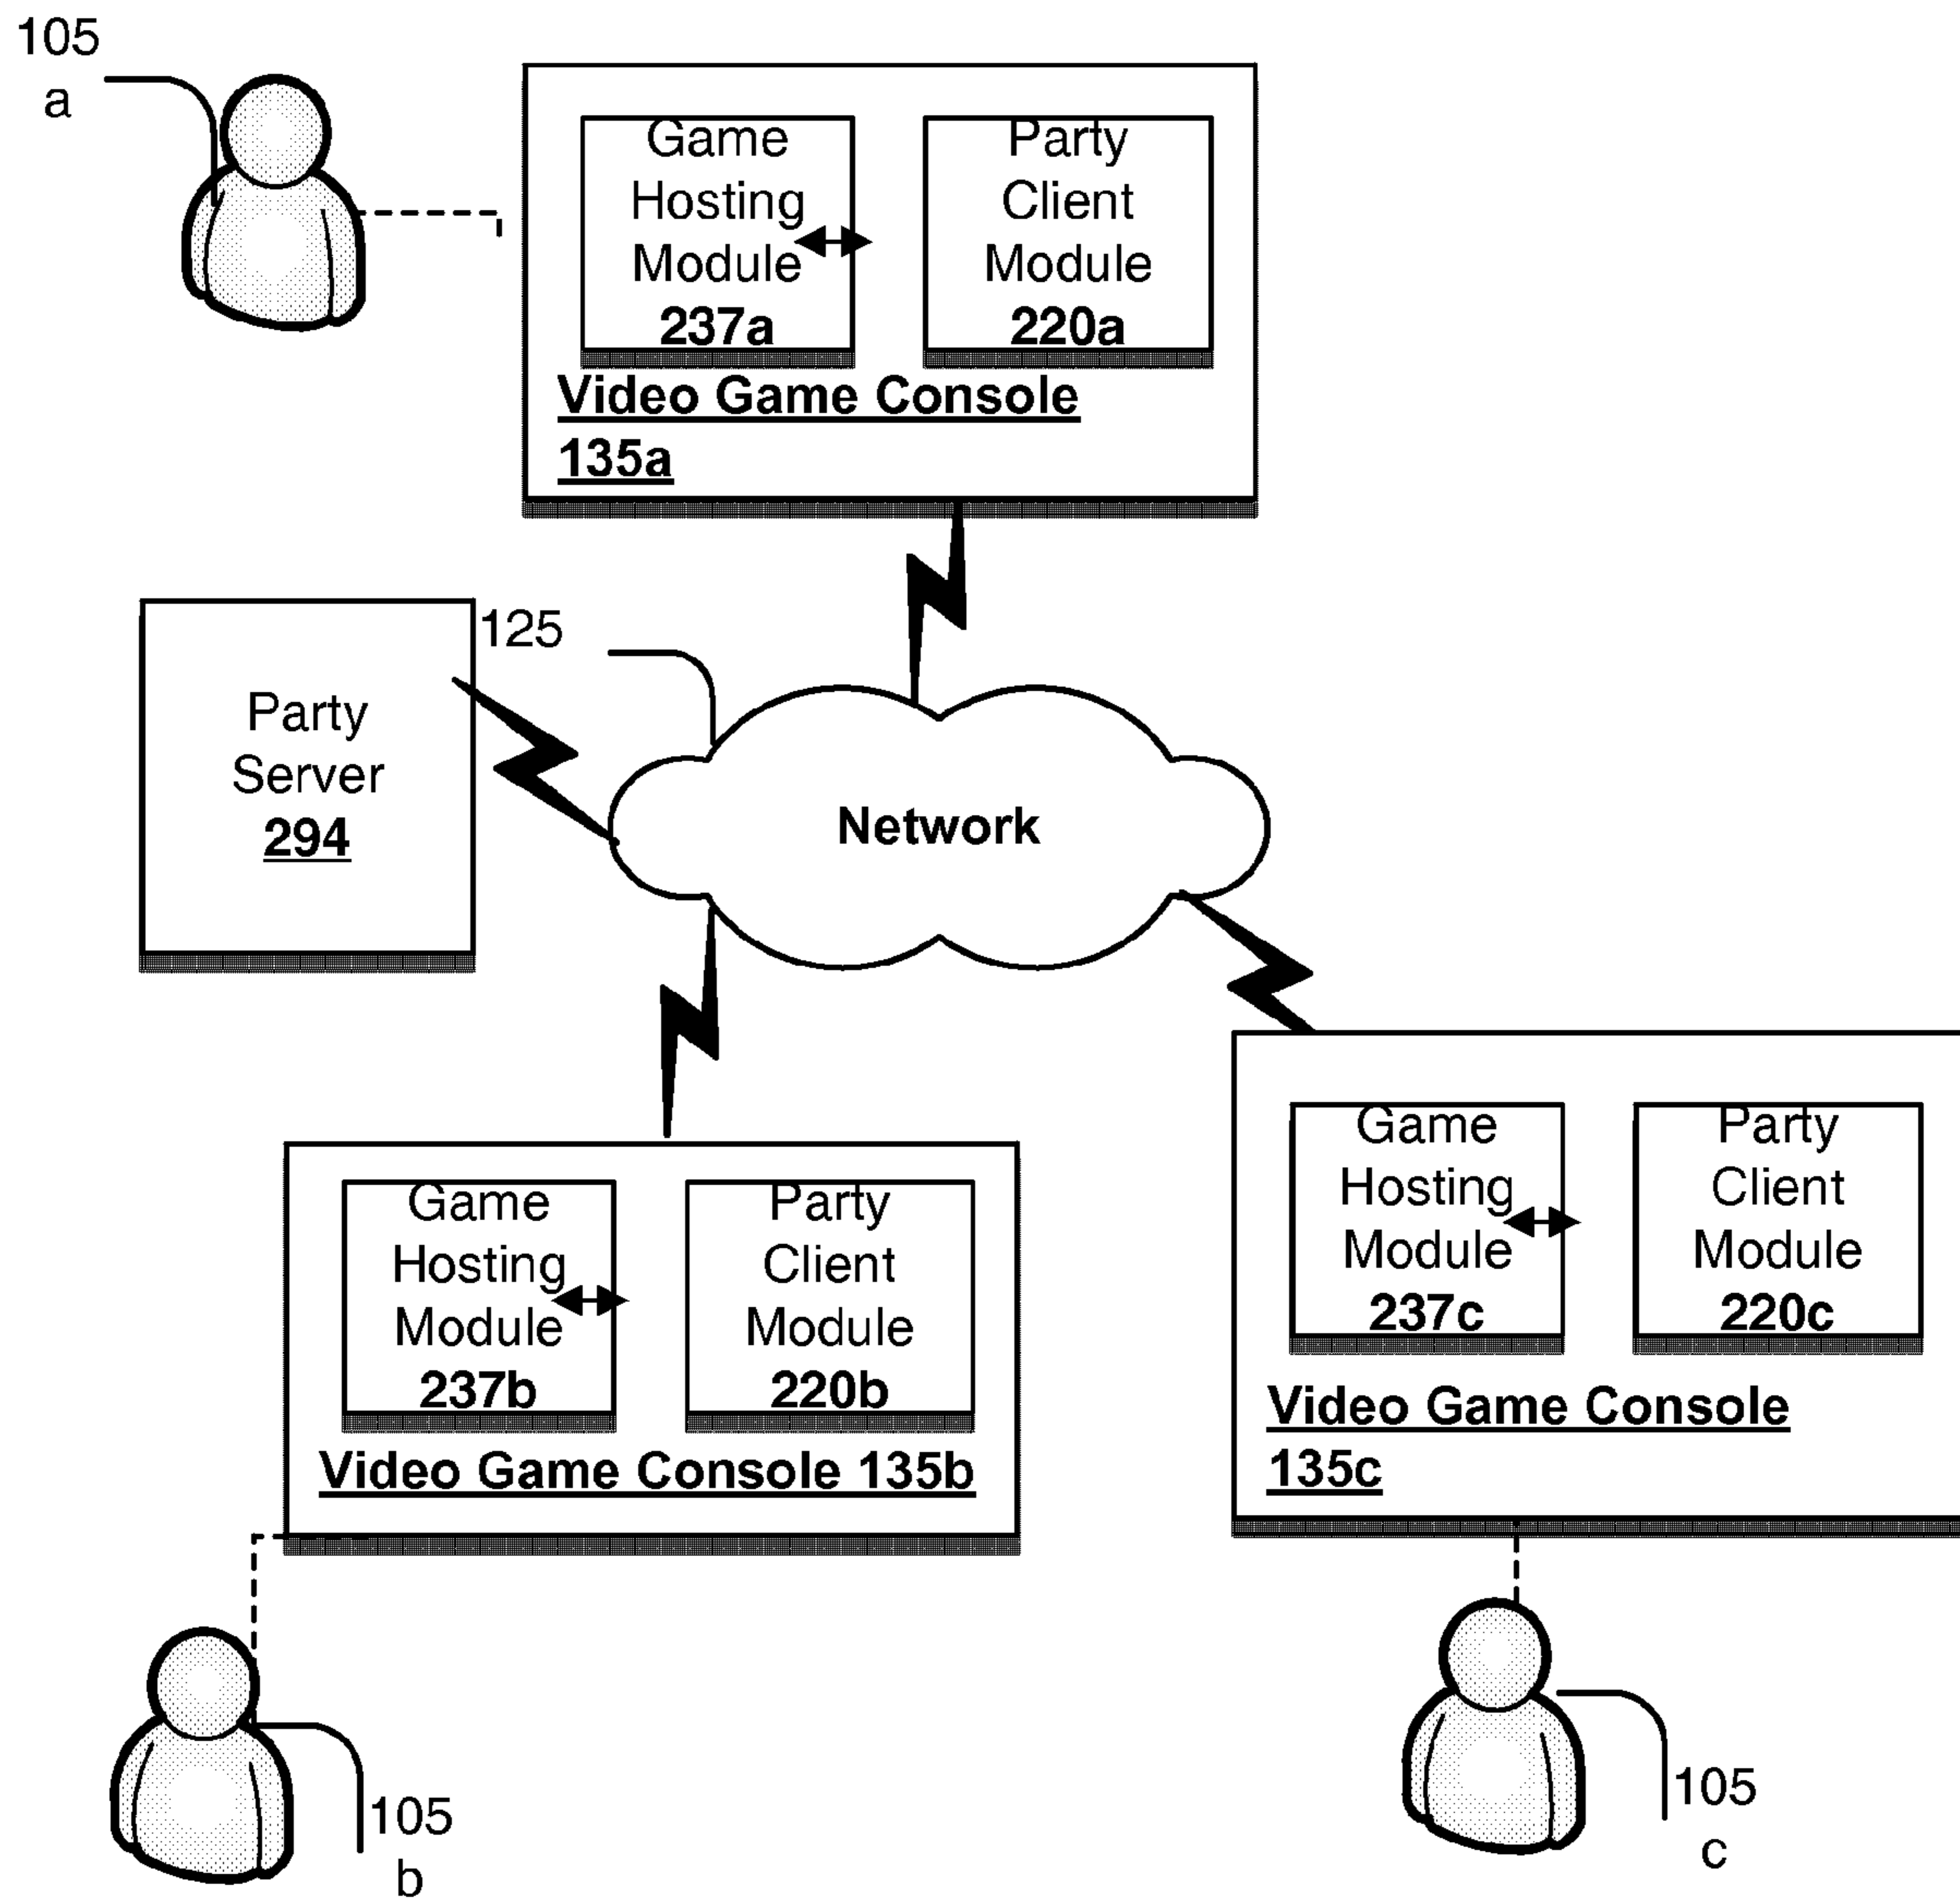 105
a
Game
Hosting
Module
237a
Party
Client
Module
220a
Video Game Console
135a
125
Party
Server
294
Network
Game
Hosting
Module
237b
Party
Client
Module
220b
Video Game Console 135b
Game
Hosting
Module
237c
Party
Client
Module
220c
Video Game Console
135c
105
b
105
c